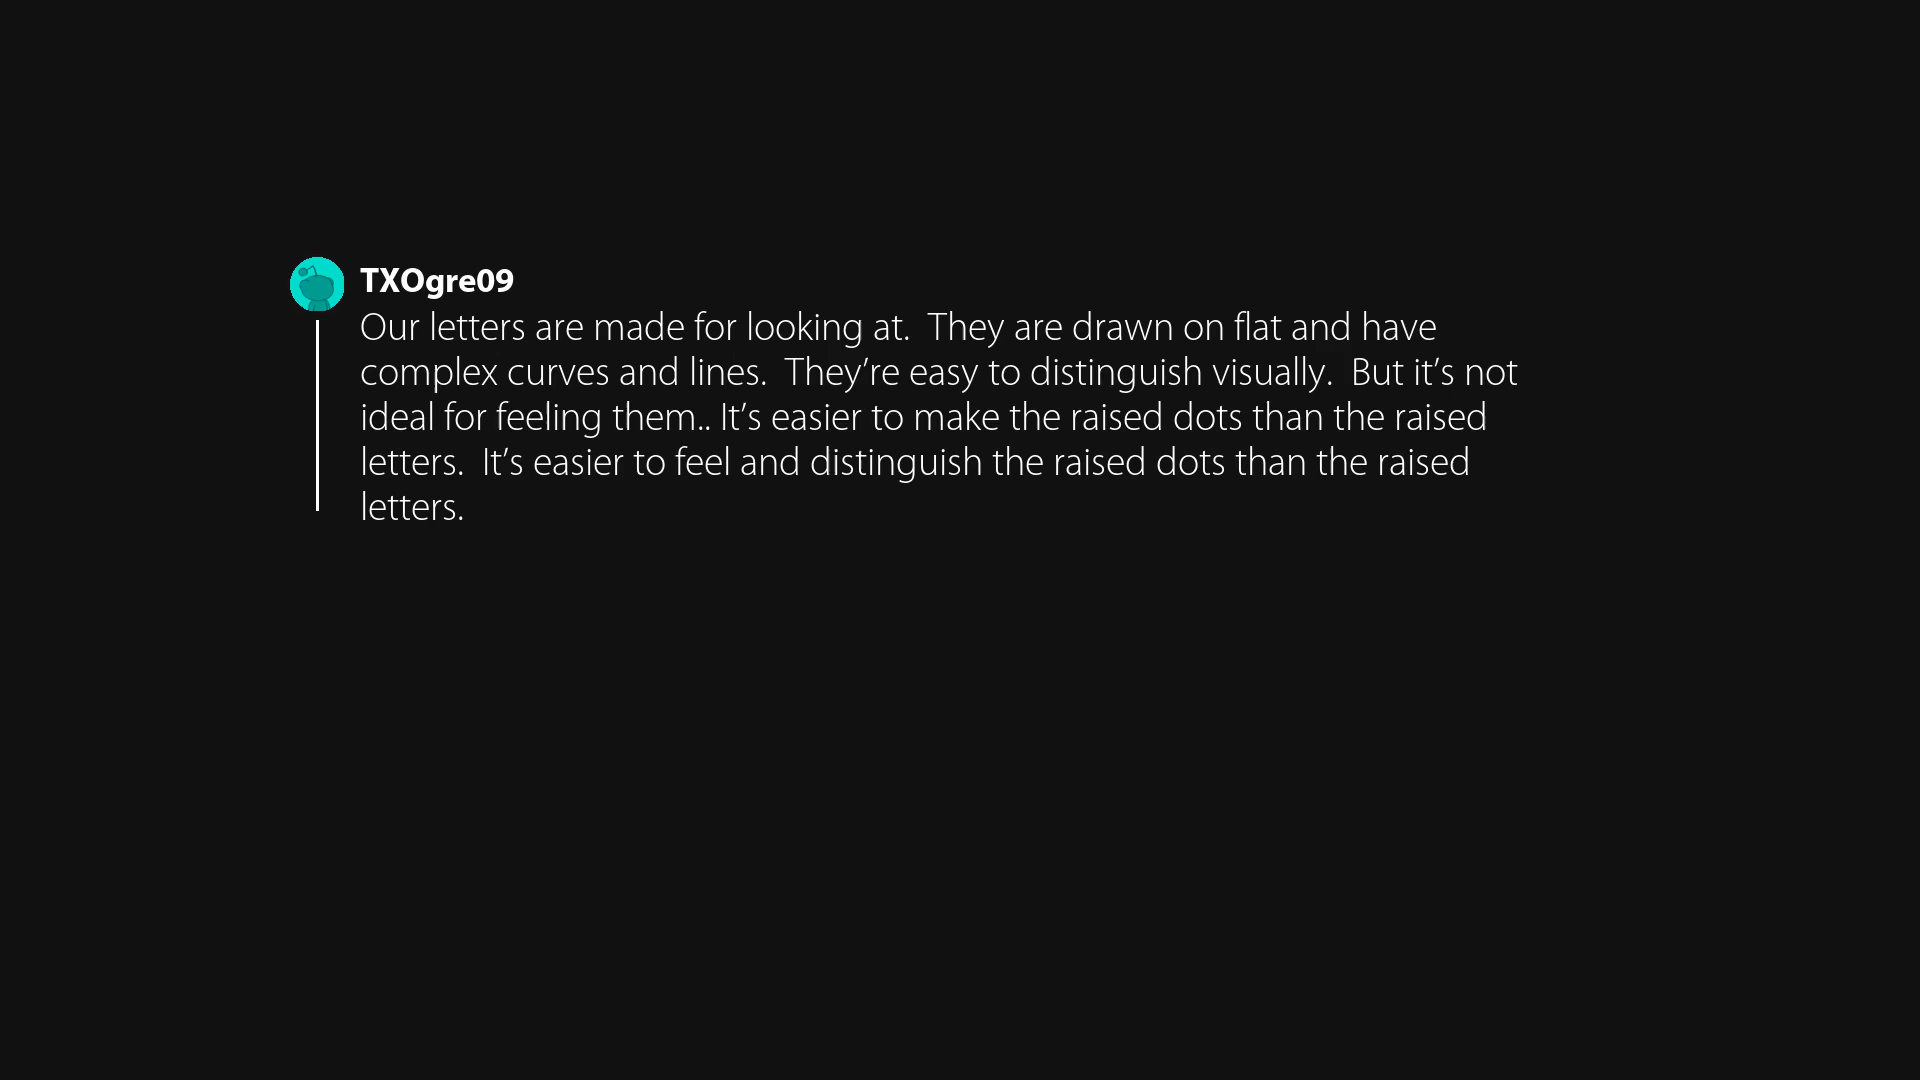 TXOgre09
Our letters are made for looking at.  They are drawn on flat and have
complex curves and lines.  They’re easy to distinguish visually.  But it’s not
ideal for feeling them.. It’s easier to make the raised dots than the raised
letters.  It’s easier to feel and distinguish the raised dots than the raised
letters.